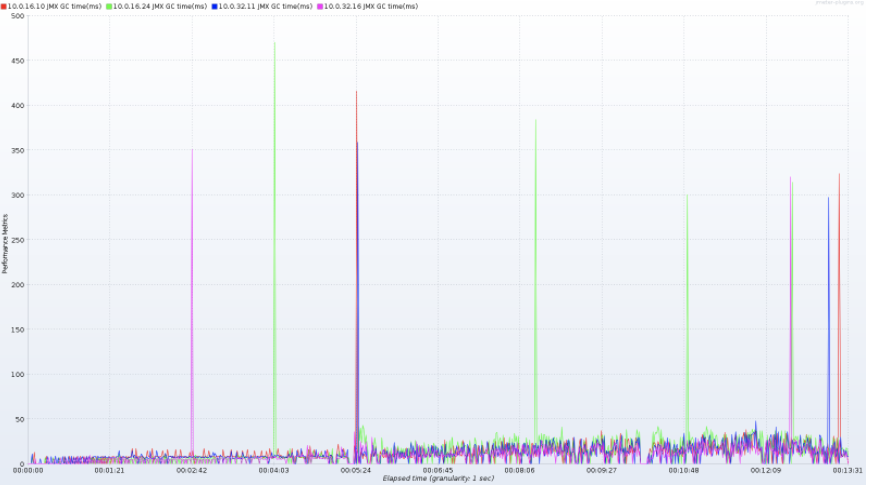 10.0.16.10 JMX GC time(ms) 10.0.16.24 JMX GC time(ms) 10.0.32.11 JMX GC time(ms) 10.0.32.16 JMX GC time(ms)
jmeter-plugins.org
500
450
400
350
300
250
200
150
100
50
0
Performance Metrics
00:00:00 00:01:21 00:02:42 00:04:03 00:05:24 00:06:45 00:08:06 00:09:27 00:10:48 00:12:09 00:13:31
Elapsed time (granularity: 1 sec)